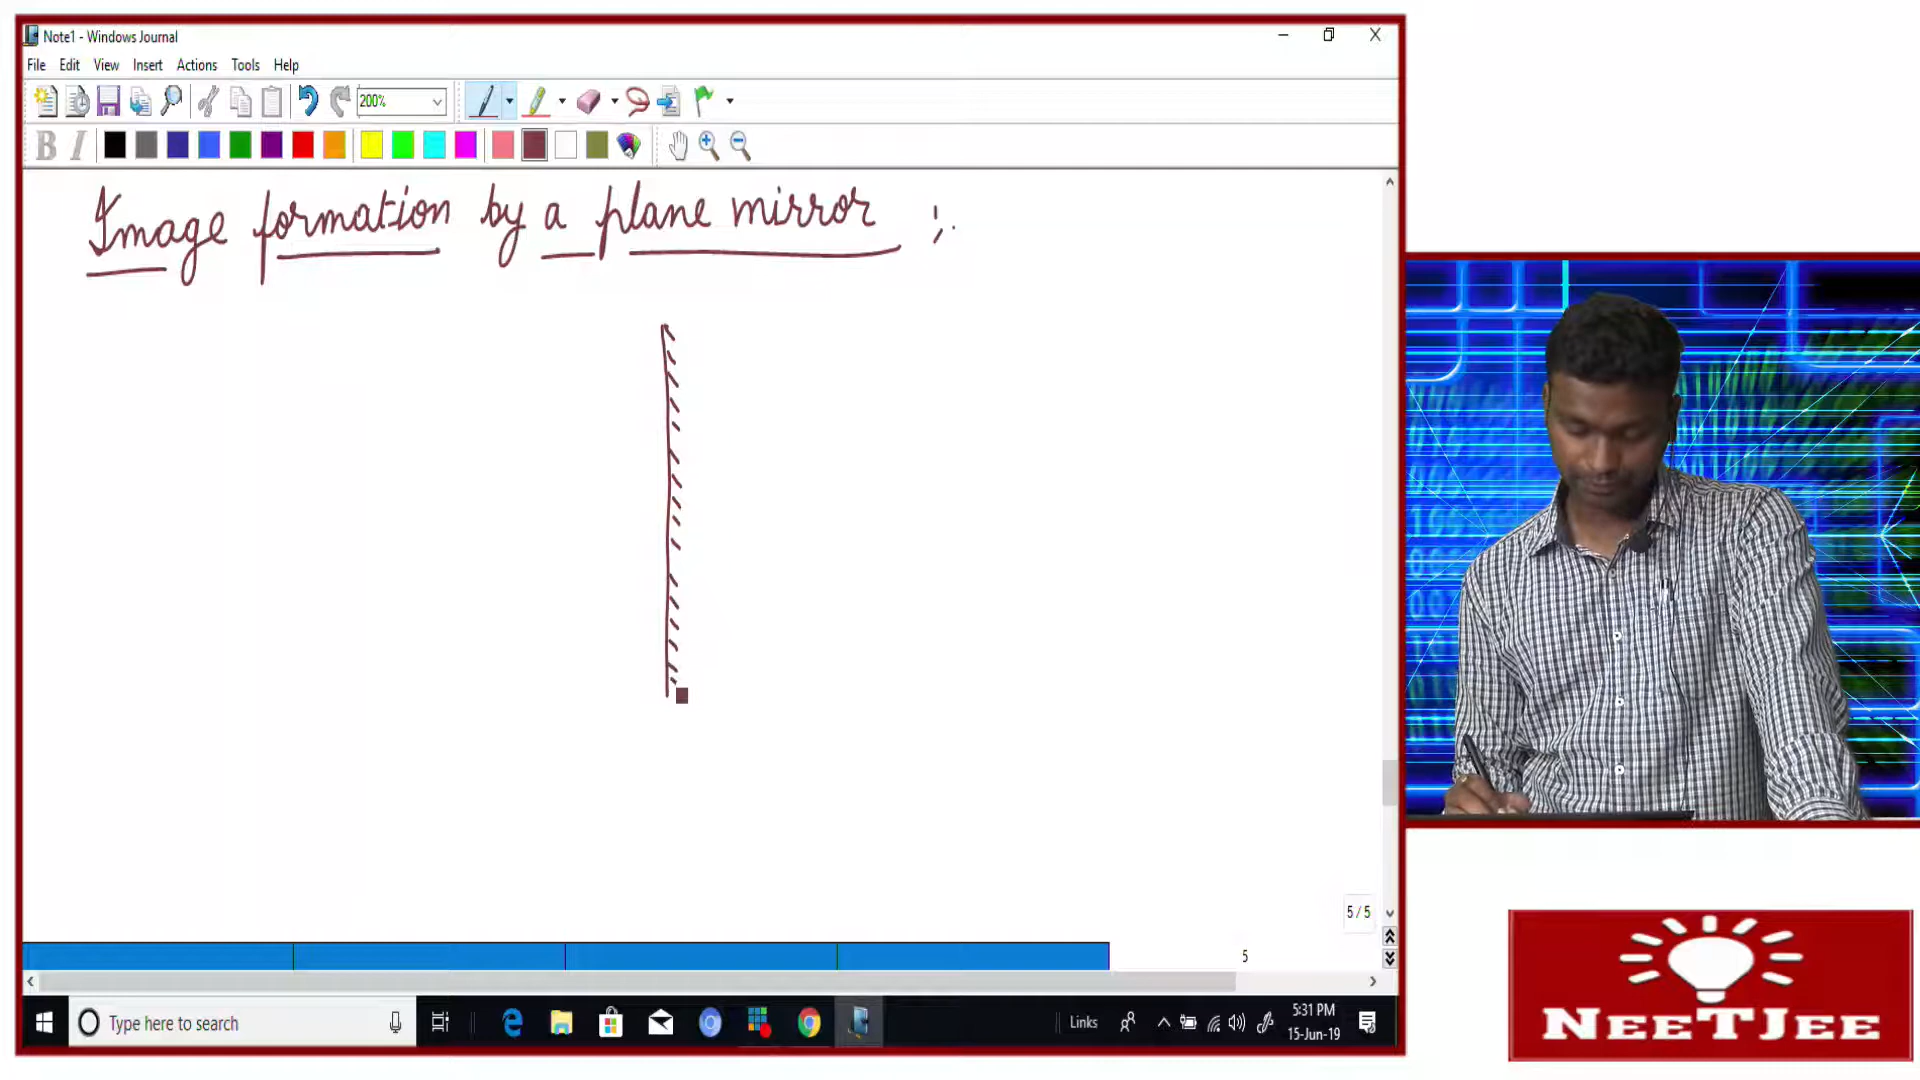 Note1 - Windows Journal
File Edit View Insert Actions Tools Help
200%
B I
Image formation by a plane mirror :-
5 / 5
5
Type here to search
Links
5:31 PM
15-Jun-19
NEETJEE